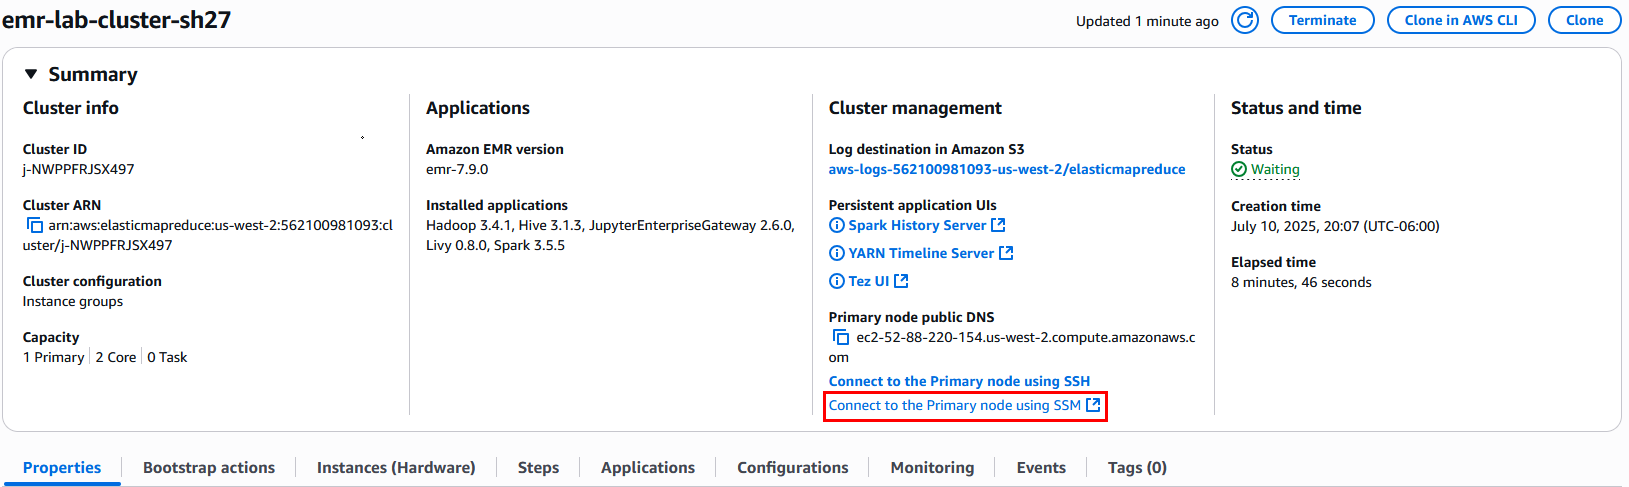 emr-lab-cluster-sh27
Updated 1 minute ago
Terminate
Clone in AWS CLI
Clone
Summary
Cluster info
Cluster ID
j-NWPPFRJSX497
Cluster ARN
arn:aws:elasticmapreduce:us-west-2:562100981093:cl
uster/j-NWPPFRJSX497
Cluster configuration
Instance groups
Capacity
1 Primary | 2 Core | 0 Task
Applications
Amazon EMR version
emr-7.9.0
Installed applications
Hadoop 3.4.1, Hive 3.1.3, JupyterEnterpriseGateway 2.6.0,
Livy 0.8.0, Spark 3.5.5
Cluster management
Log destination in Amazon S3
aws-logs-562100981093-us-west-2/elasticmapreduce
Persistent application UIs
Spark History Server
YARN Timeline Server
Tez UI
Primary node public DNS
ec2-52-88-220-154.us-west-2.compute.amazonaws.c
om
Connect to the Primary node using SSH
Connect to the Primary node using SSM
Status and time
Status
Waiting
Creation time
July 10, 2025, 20:07 (UTC-06:00)
Elapsed time
8 minutes, 46 seconds
Properties
Bootstrap actions
Instances (Hardware)
Steps
Applications
Configurations
Monitoring
Events
Tags (0)